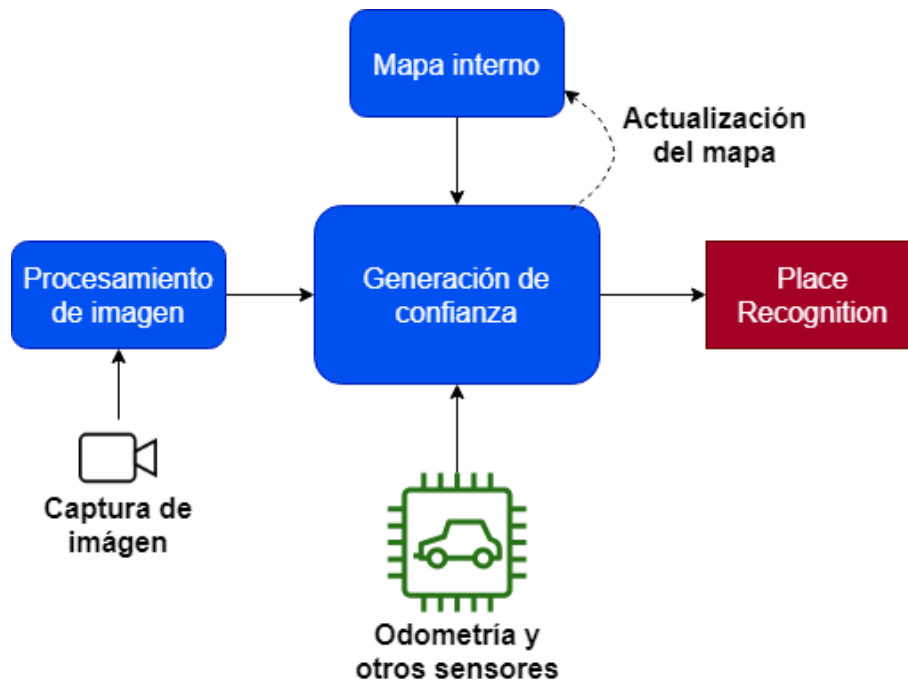 Mapa interno
Actualización
del mapa
Procesamiento
de imagen
Generación de
confianza
Place
Recognition
Captura de
imágen
Odometría y
otros sensores